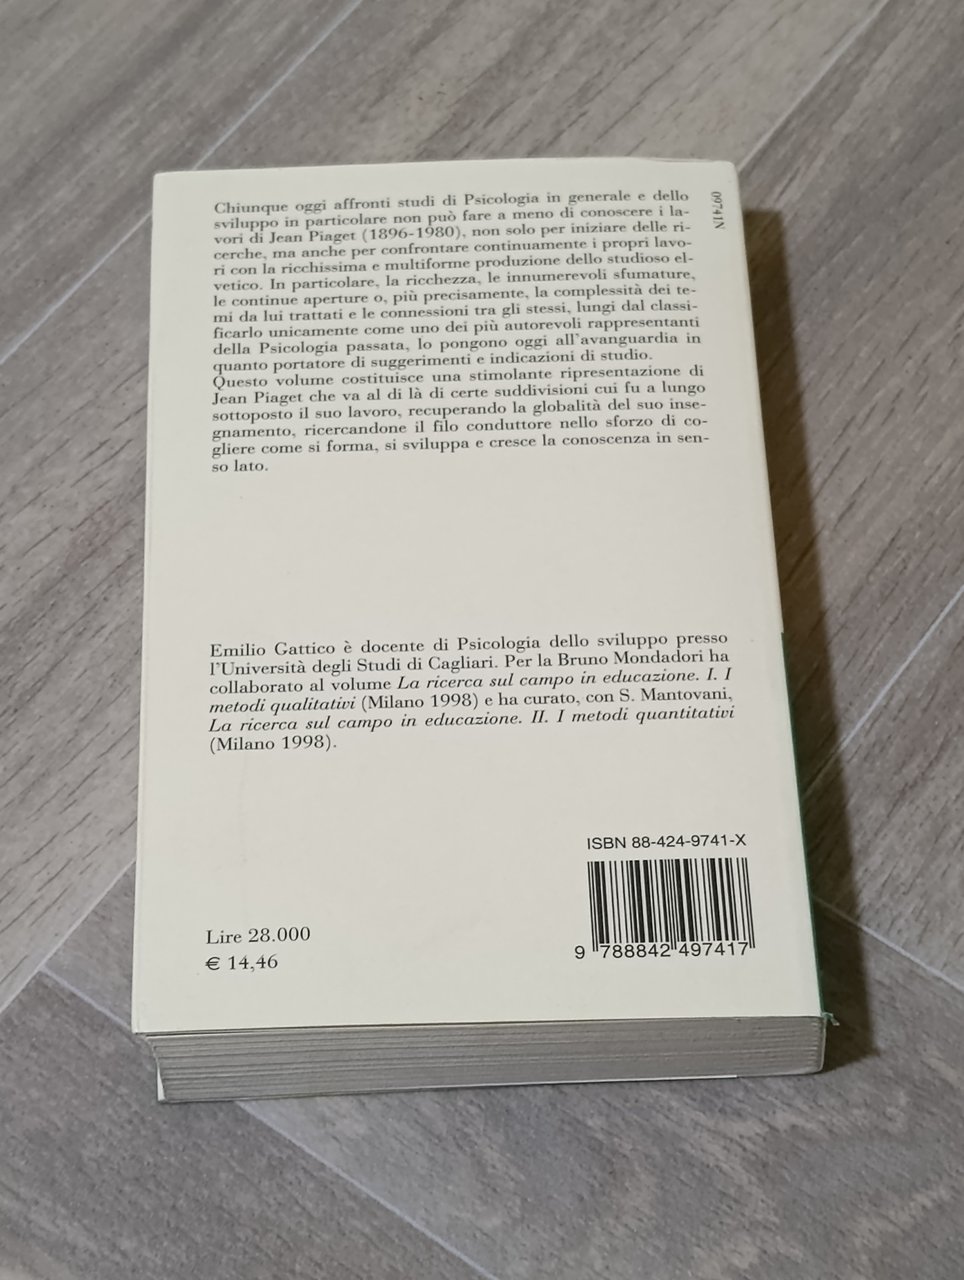 Chiunque oggi affronti studi di Psicologia in generale e dello
sviluppo in particolare non può fare a meno di conoscere i la-
vori di Jean Piaget (1896-1980), non solo per iniziare delle ri-
cerche, ma anche per confrontare continuamente i propri lavo-
ri con la ricchissima e multiforme produzione dello studioso el-
vetico. In particolare, la ricchezza, le innumerevoli sfumature,
le continue aperture o, più precisamente, la complessità dei te-
mi da lui trattati e le connessioni tra gli stessi, lungi dal classi-
ficarlo unicamente come uno dei più autorevoli rappresentanti
della Psicologia passata, lo pongono oggi all'avanguardia in
quanto portatore di suggerimenti e indicazioni di studio.
Questo volume costituisce una stimolante ripresentazione di
Jean Piaget che va al di là di certe suddivisioni cui fu a lungo
sottoposto il suo lavoro, recuperando la globalità del suo inse-
gnamento, ricercandone il filo conduttore nello sforzo di co-
gliere come si forma, si sviluppa e cresce la conoscenza in sen-
so lato.
09741N
Emilio Gattico è docente di Psicologia dello sviluppo presso
l'Università degli Studi di Cagliari. Per la Bruno Mondadori ha
collaborato al volume La ricerca sul campo in educazione. I. I
metodi qualitativi (Milano 1998) e ha curato, con S. Mantovani,
La ricerca sul campo in educazione. II. I metodi quantitativi
(Milano 1998).
ISBN 88-424-9741-X
9 788842 497417
Lire 28.000
€ 14,46